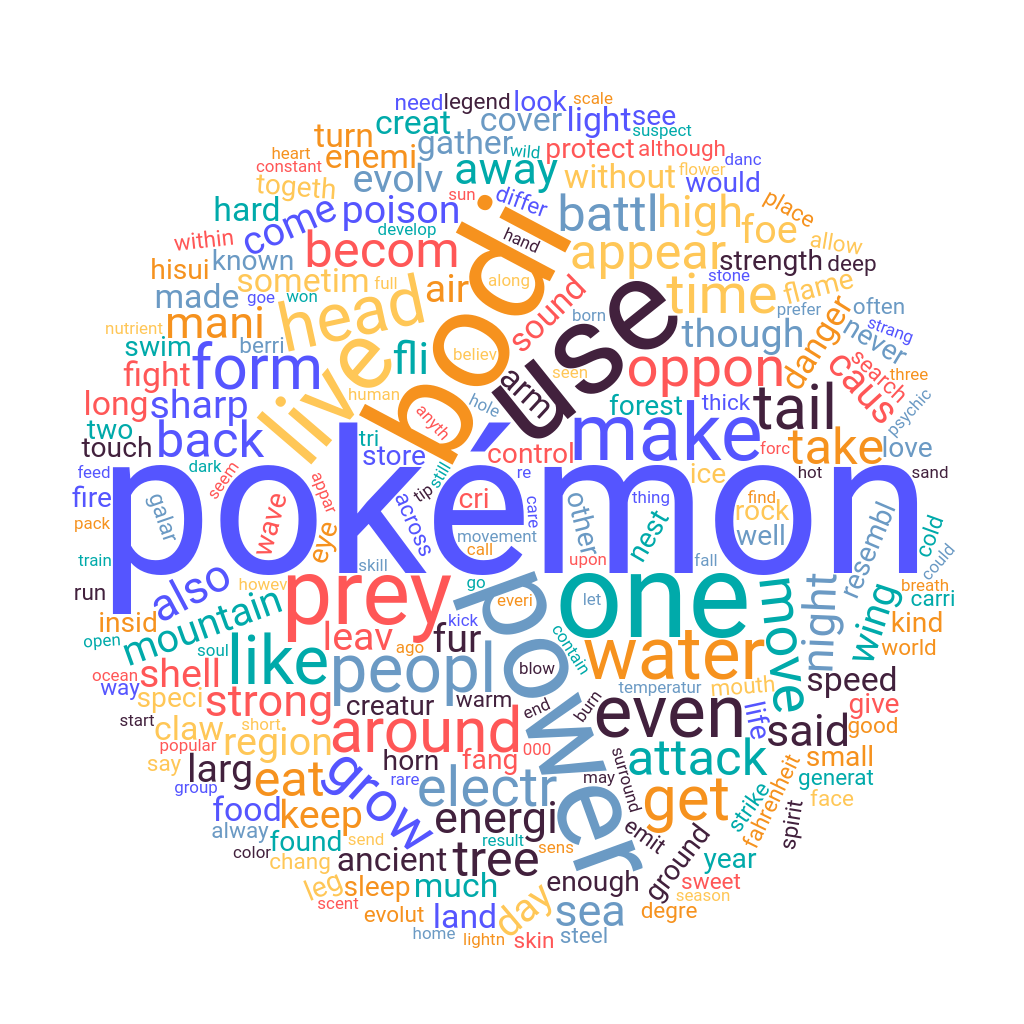 need legend look scale
creat cover light see
turn gather suspect
heart enemi wild protect although
constant evolv away flower danc
togeth without would
hard come poison sun differ battl high place
within develop hand foe allow
hisui known becom bodi appear strength deep
sometim full air along stone flame
made goe won head use time prefer often
mani sound born danger never
nutrient berri live though strang
swim form fli believ seen oppon search three
fight human arm caus psychic
long sharp hole forest thick tail
two back anyth make take love
touch tri store control forc
feed dark seem still re ice hot sand
fire pokémon thing find
pack galar appar tip cri care other nest rock resembl cold
wave eye across movement well could
train skill call upon fall
run also howev prey go one move night wing breath carri
insid mountain everi let kind
open soul leav kick contain water world
ocean like ago fur power
shell peopl blow temperatur mouth speed
way speci strong creatur warm end burn even life give
start claw around said good
popular short region horn fang 000 attack small
say larg eat rare may surround generat
group grow electr get fahrenheit face
food keep energi strike spirit
alway found result emit ground
color chang send ancient tree sens year
leg sleep much enough sweet
scent day season
evolut land sea degre
home lightn skin steel